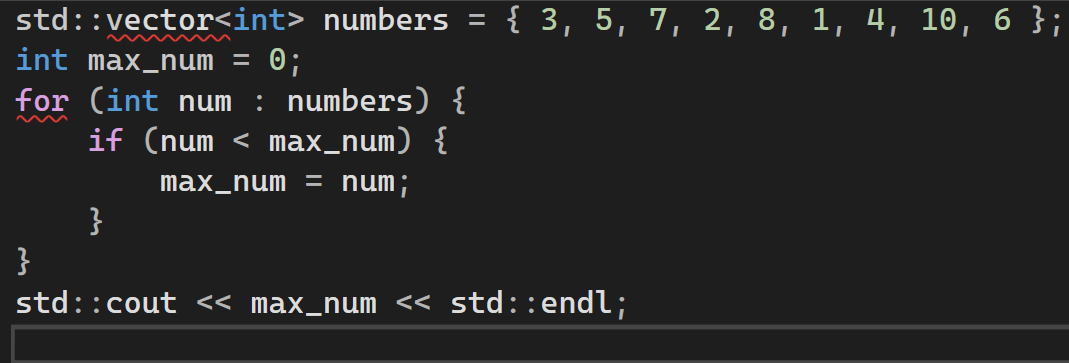 std::vector<int> numbers = { 3, 5, 7, 2, 8, 1, 4, 10, 6 };
int max_num = 0;
for (int num : numbers) {
    if (num < max_num) {
        max_num = num;
    }
}
std::cout << max_num << std::endl;